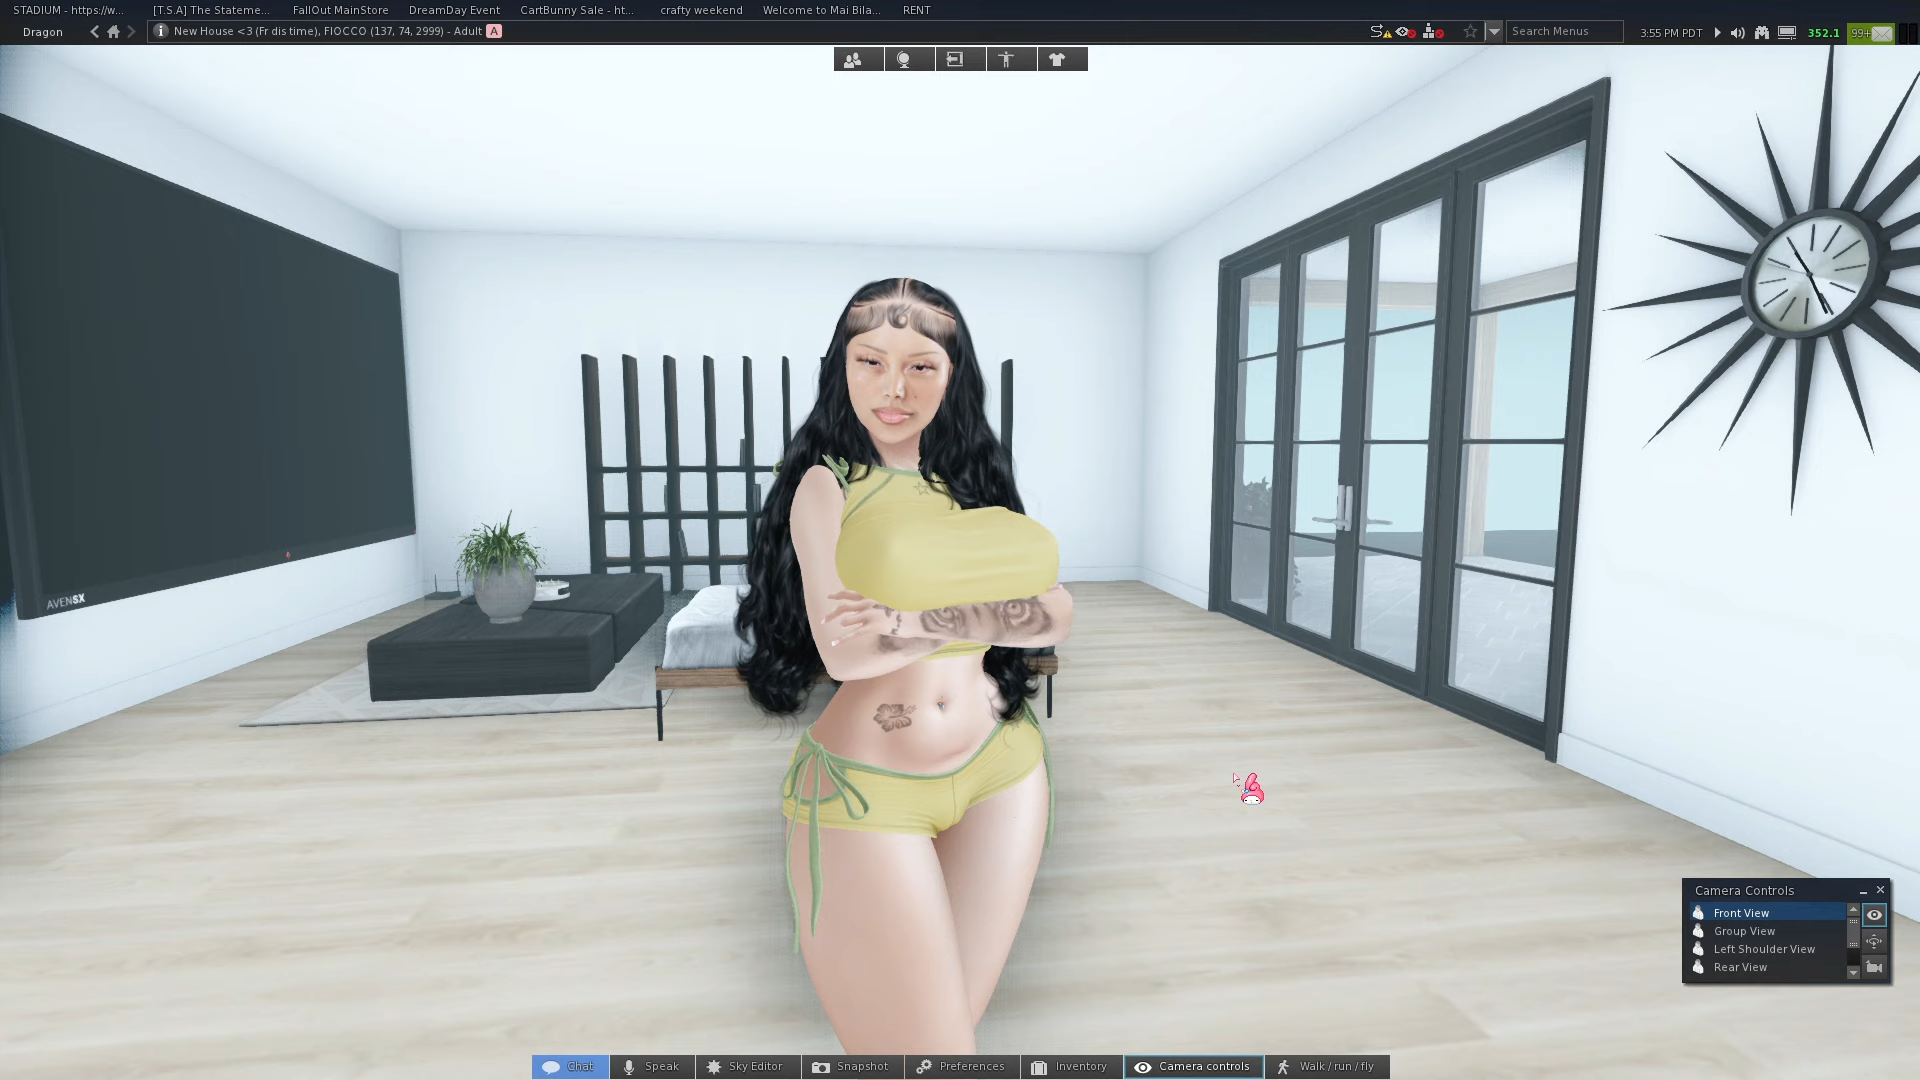 STADIUM - https://w... [T.S.A] The Stateme... FallOut MainStore DreamDay Event CartBunny Sale - ht... crafty weekend Welcome to Mai Bila... RENT
Dragon New House <3 (Fr dis time), FIOCCO (137, 74, 2999) - Adult A Search Menus 3:55 PM PDT 352.1 99+
AVENSX
Camera Controls
Front View
Group View
Left Shoulder View
Rear View
Chat Speak Sky Editor Snapshot Preferences Inventory Camera controls Walk / run / fly